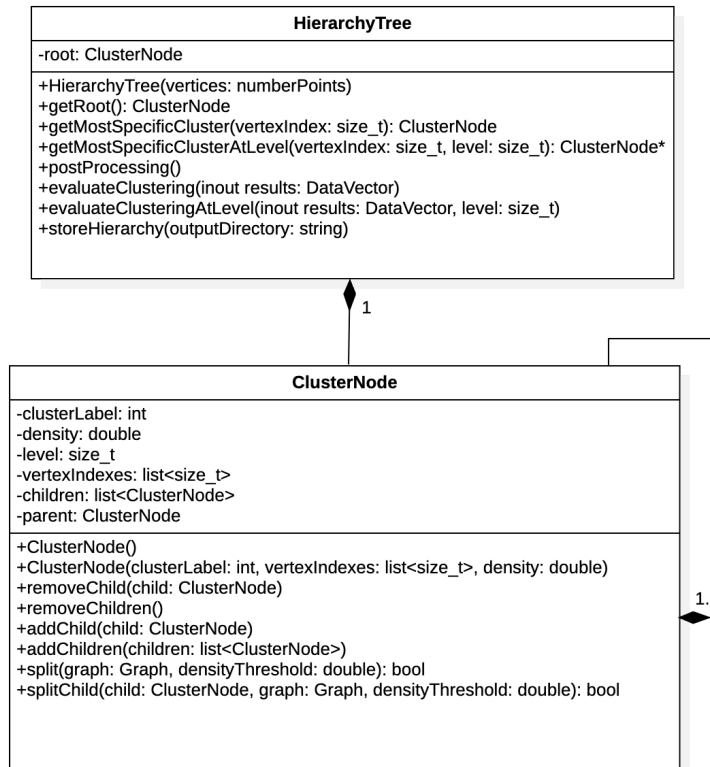 HierarchyTree
-root: ClusterNode
+HierarchyTree(vertices: numberPoints)
+getRoot(): ClusterNode
+getMostSpecificCluster(vertexIndex: size_t): ClusterNode
+getMostSpecificClusterAtLevel(vertexIndex: size_t, level: size_t): ClusterNode*
+postProcessing()
+evaluateClustering(inout results: DataVector)
+evaluateClusteringAtLevel(inout results: DataVector, level: size_t)
+storeHierarchy(outputDirectory: string)
1
ClusterNode
-clusterLabel: int
-density: double
-level: size_t
-vertexIndexes: list<size_t>
-children: list<ClusterNode>
-parent: ClusterNode
+ClusterNode()
+ClusterNode(clusterLabel: int, vertexIndexes: list<size_t>, density: double)
+removeChild(child: ClusterNode)
+removeChildren()
+addChild(child: ClusterNode)
+addChildren(children: list<ClusterNode>)
+split(graph: Graph, densityThreshold: double): bool
+splitChild(child: ClusterNode, graph: Graph, densityThreshold: double): bool
1.